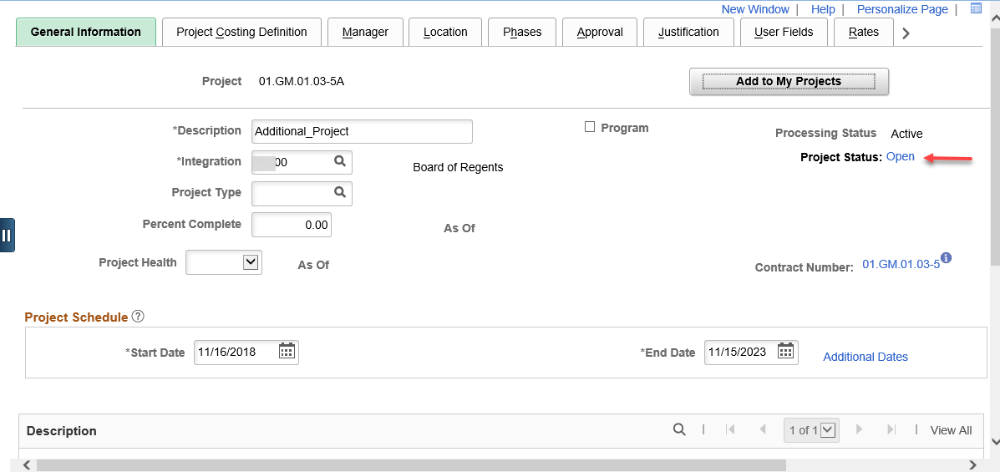 New Window | Help | Personalize Page |
General Information Project Costing Definition Manager Location Phases Approval Justification User Fields Rates
Project 01.GM.01.03-5A Add to My Projects
*Description Additional_Project Program Processing Status Active
Project Status: Open
*Integration 00 Board of Regents
Project Type
Percent Complete 0.00 As Of
Project Health As Of Contract Number: 01.GM.01.03-5
Project Schedule
*Start Date 11/16/2018 *End Date 11/15/2023 Additional Dates
Description 1 of 1 | View All